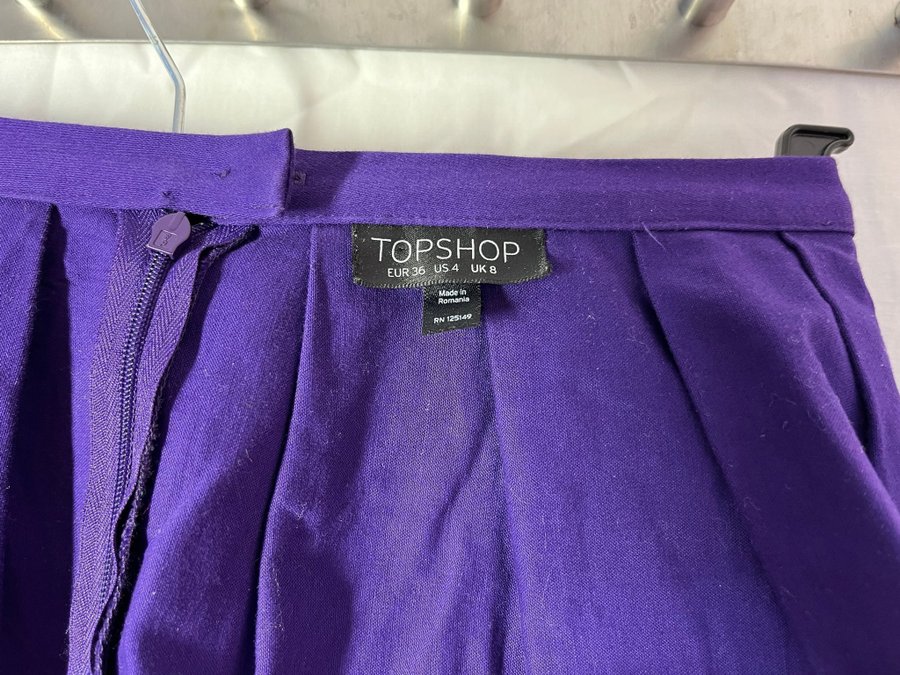 TOPSHOP
EUR 36 US 4 UK 8
Made in
Romania
RN 125149